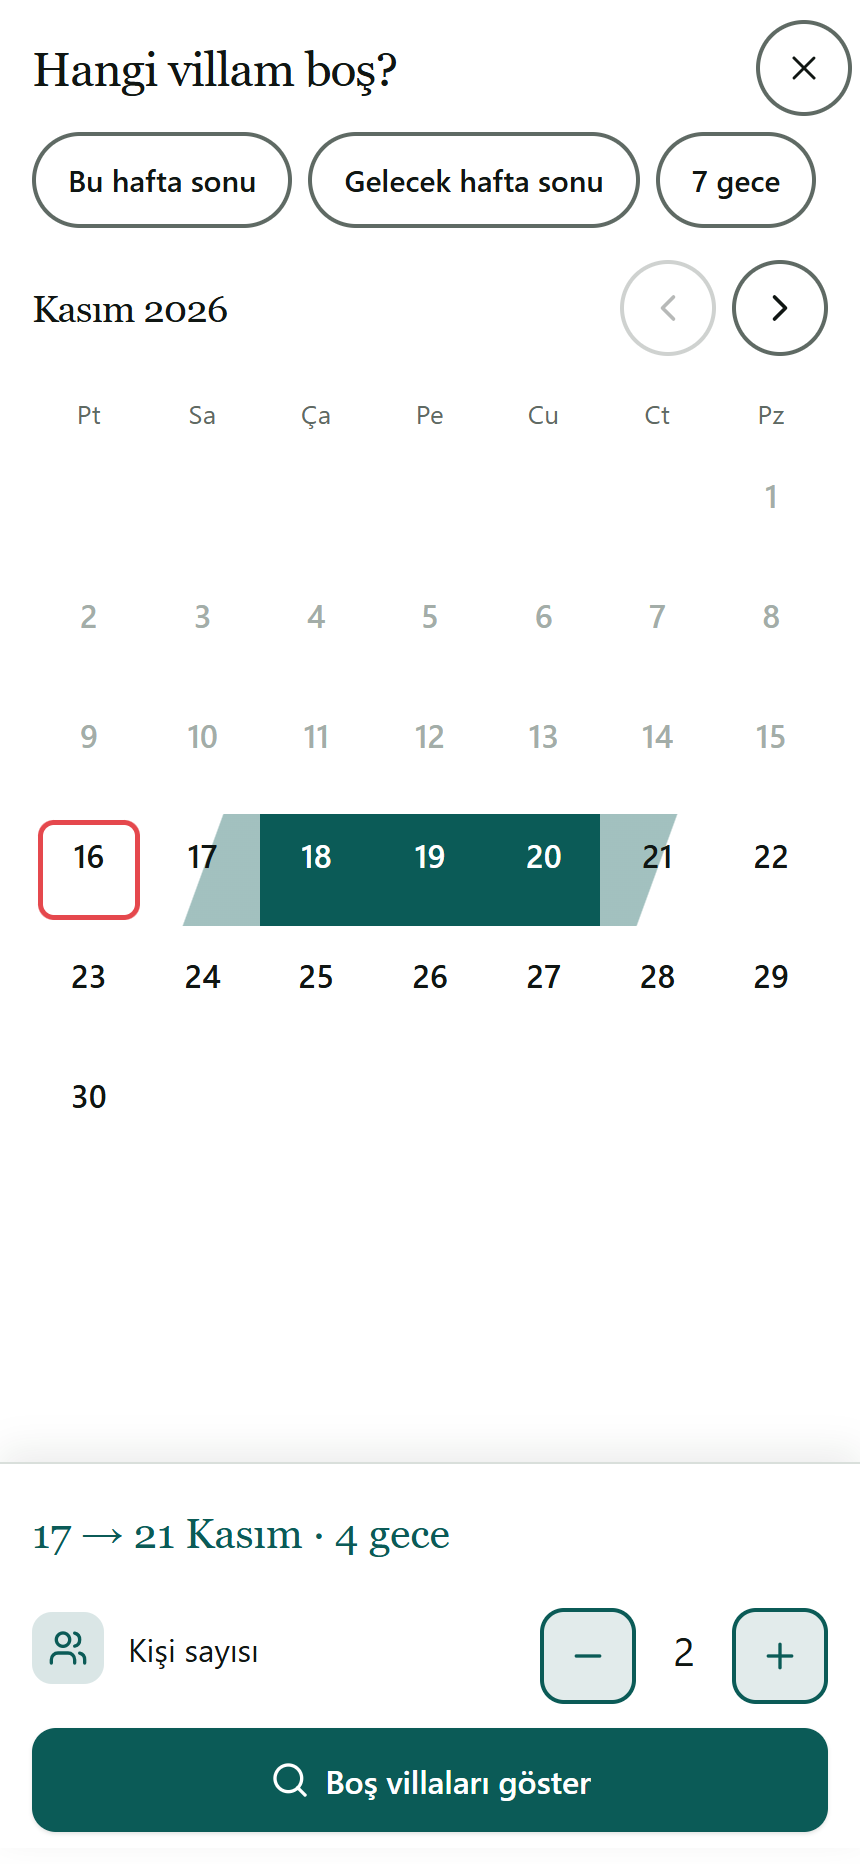 Hangi villam boş?
Bu hafta sonu Gelecek hafta sonu 7 gece
Kasım 2026
Pt Sa Ça Pe Cu Ct Pz
1
2 3 4 5 6 7 8
9 10 11 12 13 14 15
16 17 18 19 20 21 22
23 24 25 26 27 28 29
30
17 → 21 Kasım · 4 gece
Kişi sayısı − 2 +
Boş villaları göster